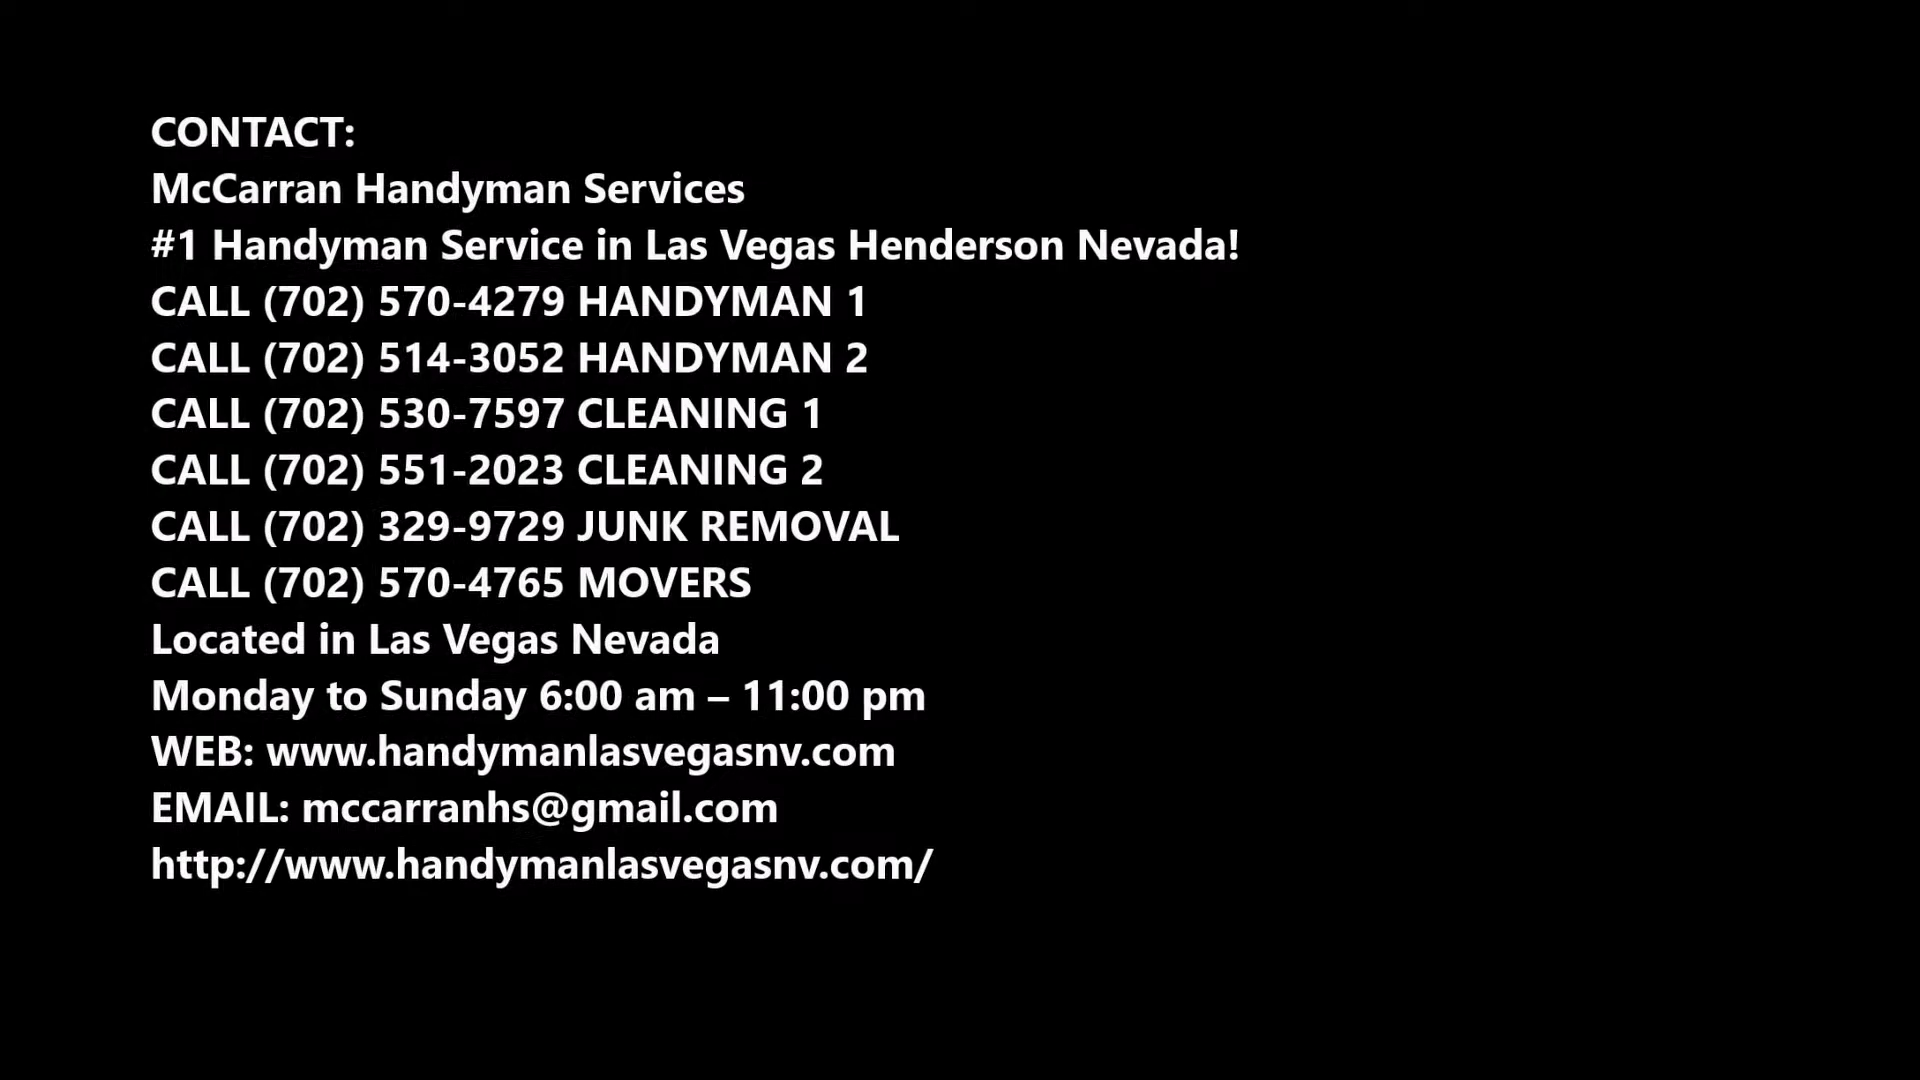 CONTACT:
McCarran Handyman Services
#1 Handyman Service in Las Vegas Henderson Nevada!
CALL (702) 570-4279 HANDYMAN 1
CALL (702) 514-3052 HANDYMAN 2
CALL (702) 530-7597 CLEANING 1
CALL (702) 551-2023 CLEANING 2
CALL (702) 329-9729 JUNK REMOVAL
CALL (702) 570-4765 MOVERS
Located in Las Vegas Nevada
Monday to Sunday 6:00 am – 11:00 pm
WEB: www.handymanlasvegasnv.com
EMAIL: mccarranhs@gmail.com
http://www.handymanlasvegasnv.com/